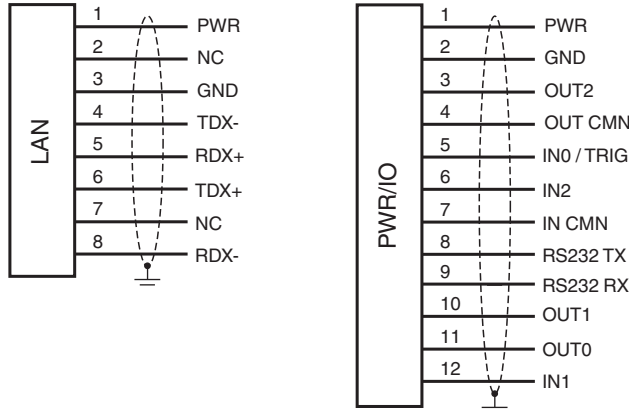 LAN
1 PWR
2 NC
3 GND
4 TDX-
5 RDX+
6 TDX+
7 NC
8 RDX-
PWR/IO
1 PWR
2 GND
3 OUT2
4 OUT CMN
5 IN0 / TRIG
6 IN2
7 IN CMN
8 RS232 TX
9 RS232 RX
10 OUT1
11 OUT0
12 IN1